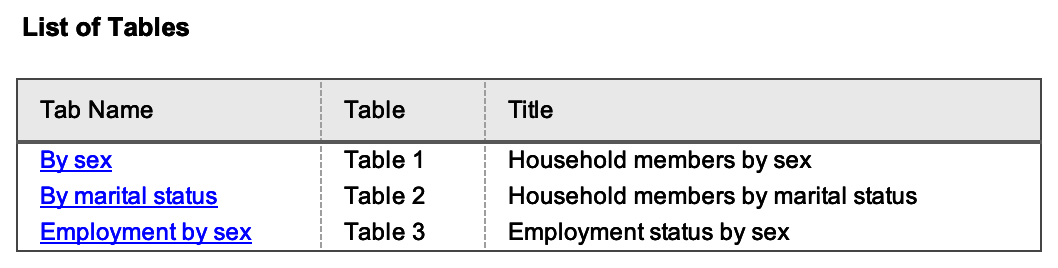 List of Tables
Tab Name Table Title
By sex Table 1 Household members by sex
By marital status Table 2 Household members by marital status
Employment by sex Table 3 Employment status by sex